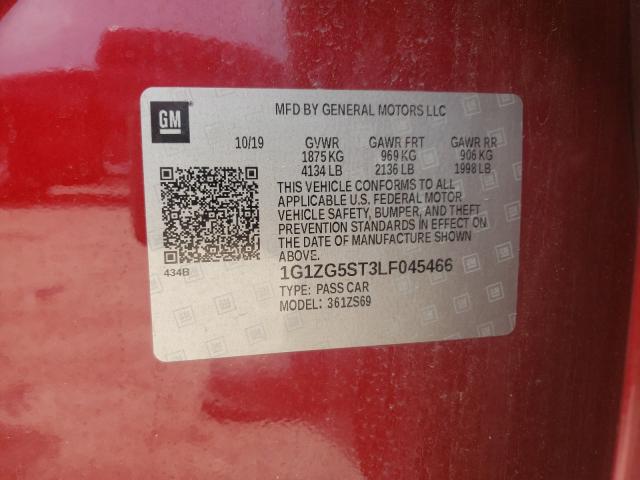 GM
MFD BY GENERAL MOTORS LLC
10/19 GVWR GAWR FRT GAWR RR
1875 KG 969 KG 906 KG
4134 LB 2136 LB 1998 LB
THIS VEHICLE CONFORMS TO ALL
APPLICABLE U.S. FEDERAL MOTOR
VEHICLE SAFETY, BUMPER, AND THEFT
PREVENTION STANDARDS IN EFFECT ON
THE DATE OF MANUFACTURE SHOWN
ABOVE.
434B
1G1ZG5ST3LF045466
TYPE: PASS CAR
MODEL: 361ZS69